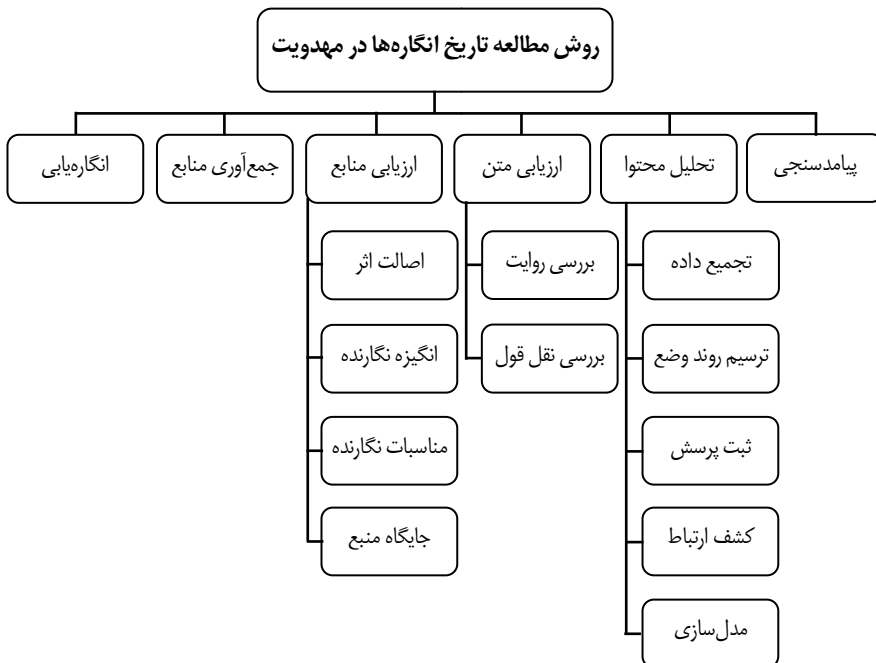 روش مطالعه تاریخ انگاره‌ها در مهدویت
پیامدسنجی
تحلیل محتوا
ارزیابی متن
ارزیابی منابع
جمع‌آوری منابع
انگاره‌یابی
تجمیع داده
بررسی روایت
اصالت اثر
ترسیم روند وضع
بررسی نقل قول
انگیزه نگارنده
ثبت پرسش
مناسبات نگارنده
کشف ارتباط
جایگاه منبع
مدل‌سازی